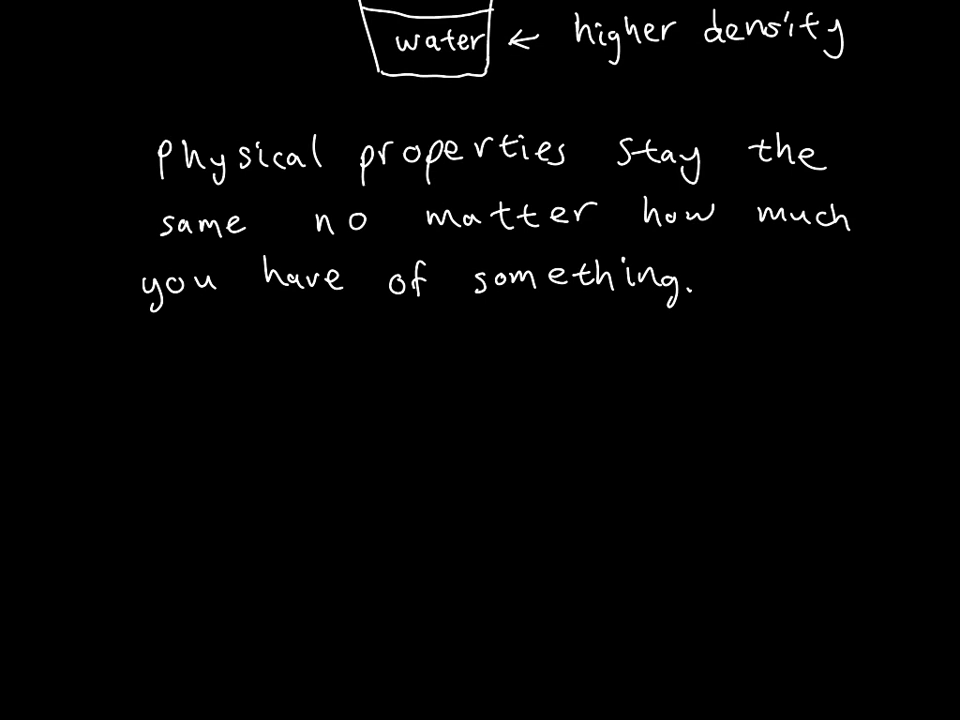 water ← higher density
Physical properties stay the
same no matter how much
you have of something.